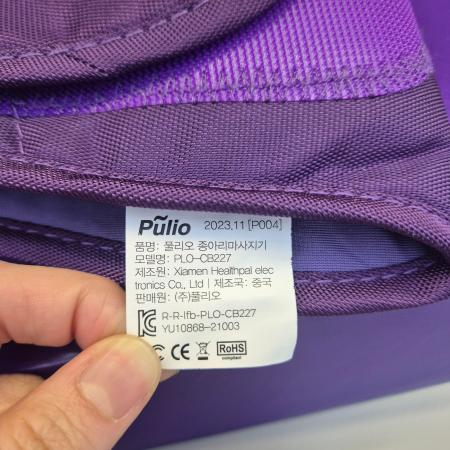 Pulio 2023.11 [P004]
품명: 풀리오 종아리마사지기
모델명: PLO-CB227
제조원: Xiamen Healthpal elec
tronics Co., Ltd | 제조국: 중국
판매원: (주)풀리오
R-R-lfb-PLO-CB227
YU10868-21003
CE RoHS
compliant